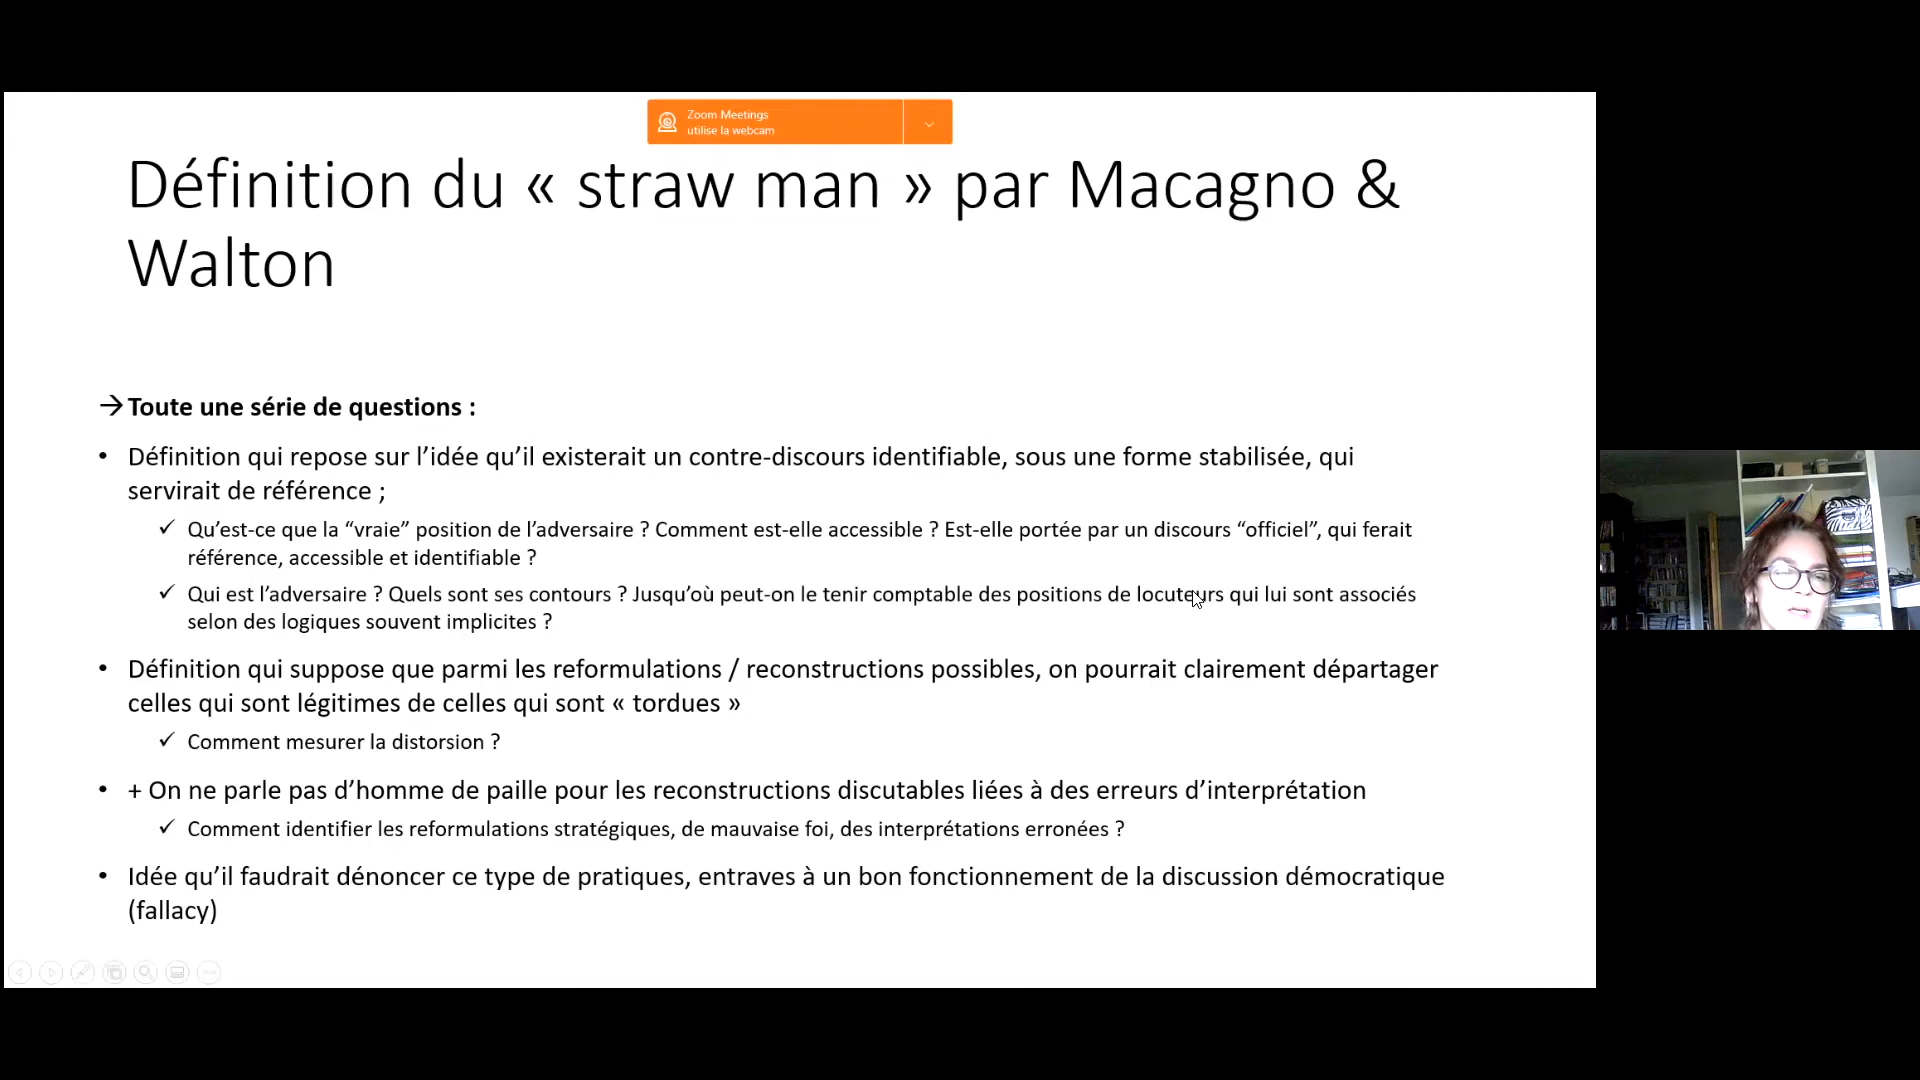 Zoom Meetings
utilise la webcam
Définition du « straw man » par Macagno &
Walton
→ Toute une série de questions :
• Définition qui repose sur l’idée qu’il existerait un contre-discours identifiable, sous une forme stabilisée, qui
servirait de référence ;
✓ Qu’est-ce que la “vraie” position de l’adversaire ? Comment est-elle accessible ? Est-elle portée par un discours “officiel”, qui ferait
référence, accessible et identifiable ?
✓ Qui est l’adversaire ? Quels sont ses contours ? Jusqu’où peut-on le tenir comptable des positions de locuteurs qui lui sont associés
selon des logiques souvent implicites ?
• Définition qui suppose que parmi les reformulations / reconstructions possibles, on pourrait clairement départager
celles qui sont légitimes de celles qui sont « tordues »
✓ Comment mesurer la distorsion ?
• + On ne parle pas d’homme de paille pour les reconstructions discutables liées à des erreurs d’interprétation
✓ Comment identifier les reformulations stratégiques, de mauvaise foi, des interprétations erronées ?
• Idée qu’il faudrait dénoncer ce type de pratiques, entraves à un bon fonctionnement de la discussion démocratique
(fallacy)